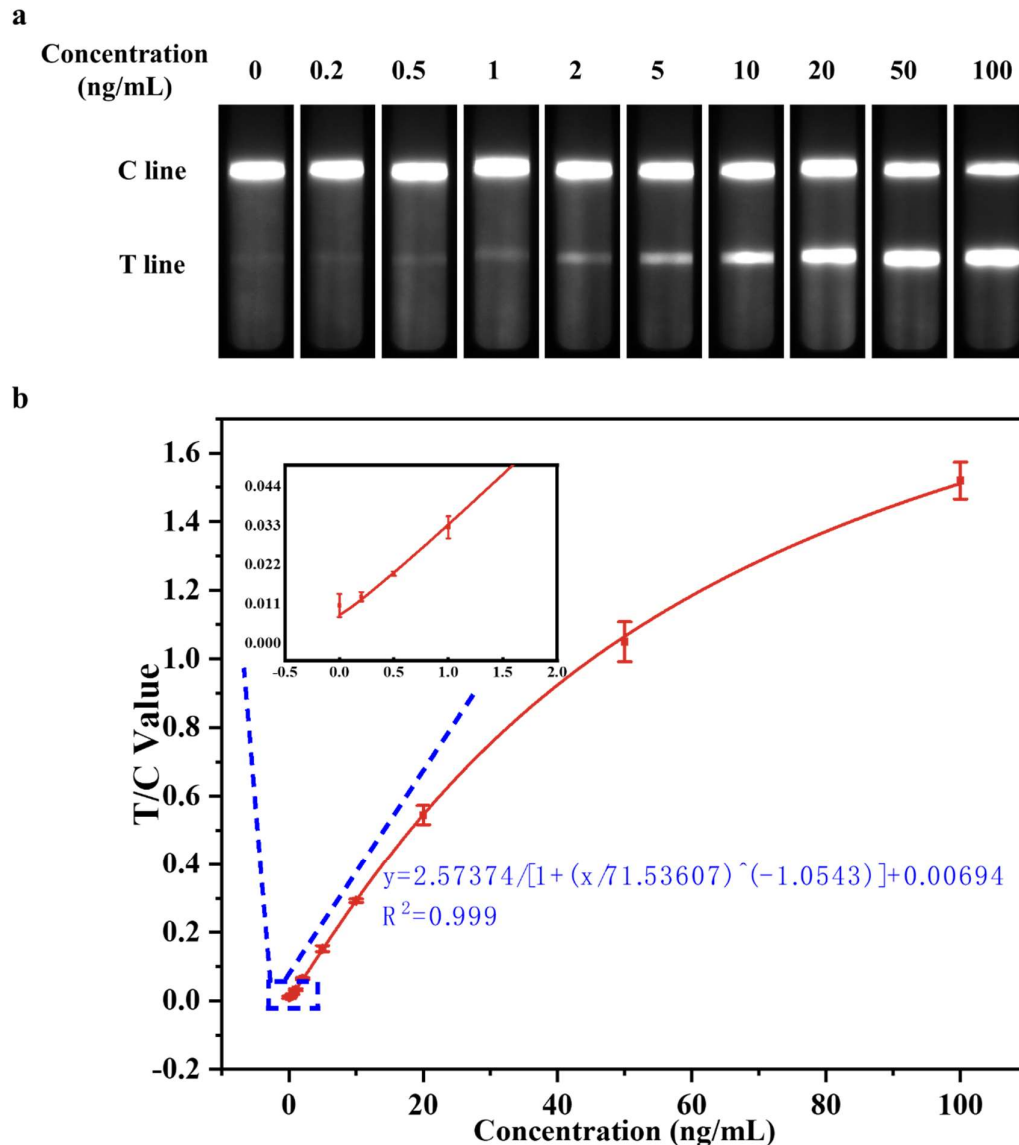 a
Concentration
(ng/mL)
0 0.2 0.5 1 2 5 10 20 50 100
C line
T line
b
1.6
1.4
1.2
1.0
0.8
0.6
0.4
0.2
0.0
-0.2
T/C Value
0.044
0.033
0.022
0.011
0.000
-0.5 0.0 0.5 1.0 1.5 2.0
y=2.57374/[1+(x/71.53607)^(-1.0543)]+0.00694
R²=0.999
0 20 40 60 80 100
Concentration (ng/mL)